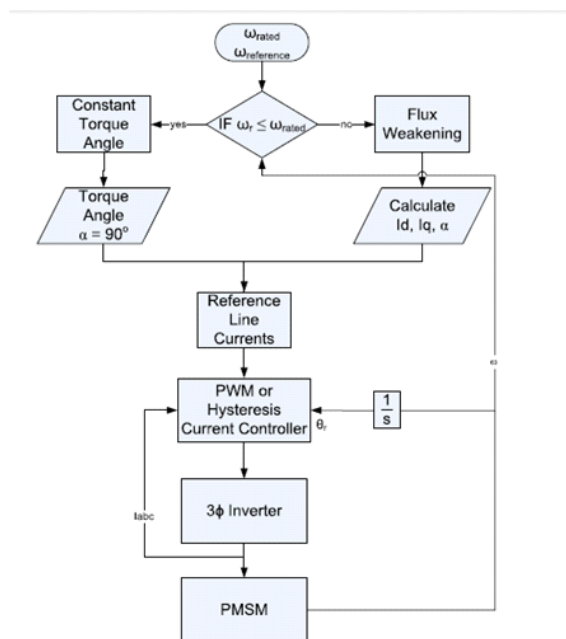 ωrated
ωreference
Constant
Torque
Angle
yes
IF ωr ≤ ωrated
no
Flux
Weakening
Torque
Angle
α = 90°
Calculate
Id, Iq, α
Reference
Line
Currents
ω
PWM or
Hysteresis
Current Controller
θr
1
s
Iabc
3ϕ Inverter
PMSM